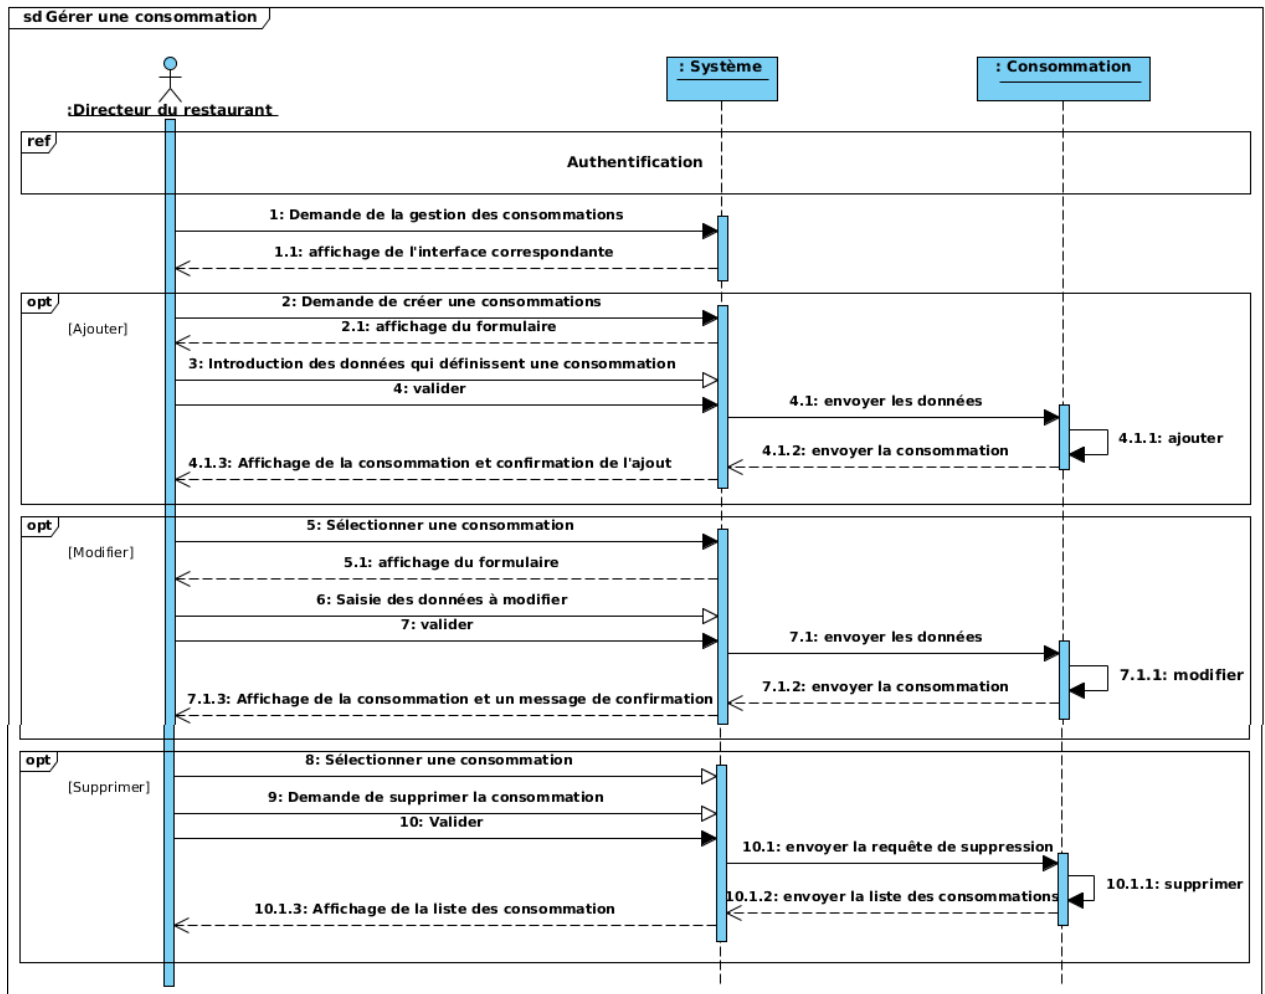 sd Gérer une consommation
: Système
: Consommation
:Directeur du restaurant
ref
Authentification
1: Demande de la gestion des consommations
1.1: affichage de l'interface correspondante
opt
2: Demande de créer une consommations
[Ajouter]
2.1: affichage du formulaire
3: Introduction des données qui définissent une consommation
4: valider
4.1: envoyer les données
4.1.1: ajouter
4.1.2: envoyer la consommation
4.1.3: Affichage de la consommation et confirmation de l'ajout
opt
5: Sélectionner une consommation
[Modifier]
5.1: affichage du formulaire
6: Saisie des données à modifier
7: valider
7.1: envoyer les données
7.1.1: modifier
7.1.2: envoyer la consommation
7.1.3: Affichage de la consommation et un message de confirmation
opt
8: Sélectionner une consommation
[Supprimer]
9: Demande de supprimer la consommation
10: Valider
10.1: envoyer la requête de suppression
10.1.1: supprimer
10.1.2: envoyer la liste des consommations
10.1.3: Affichage de la liste des consommation